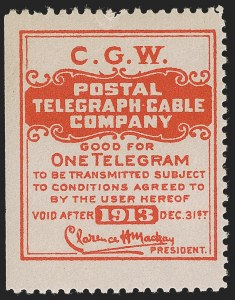 C.G.W.
POSTAL
TELEGRAPH-CABLE
COMPANY
GOOD FOR
ONE TELEGRAM
TO BE TRANSMITTED SUBJECT
TO CONDITIONS AGREED TO
BY THE USER HEREOF
VOID AFTER 1913 DEC. 31ST
Clarence H Mackay
PRESIDENT.